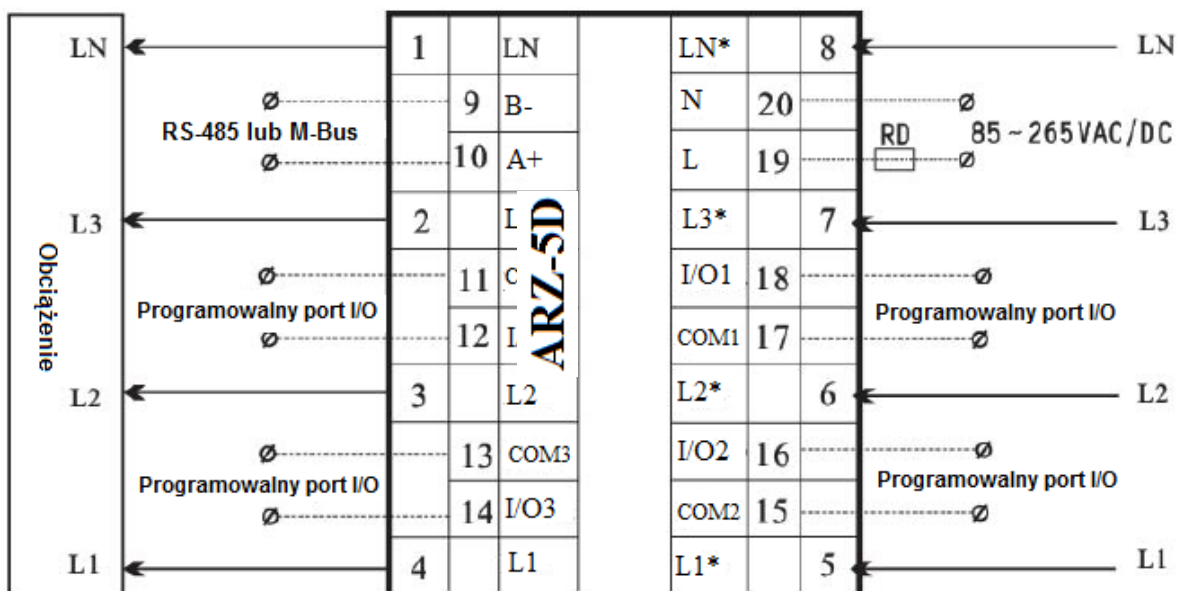 LN 1 LN LN* 8 LN
9 B- N 20
RS-485 lub M-Bus
RD 85 ~ 265 VAC/DC
10 A+ L 19
L3 2 L3* 7 L3
Obciążenie
ARZ-5D
11 I/O1 18
Programowalny port I/O
Programowalny port I/O
12 COM1 17
L2 3 L2 L2* 6 L2
13 COM3 I/O2 16
Programowalny port I/O
Programowalny port I/O
14 I/O3 COM2 15
L1 4 L1 L1* 5 L1